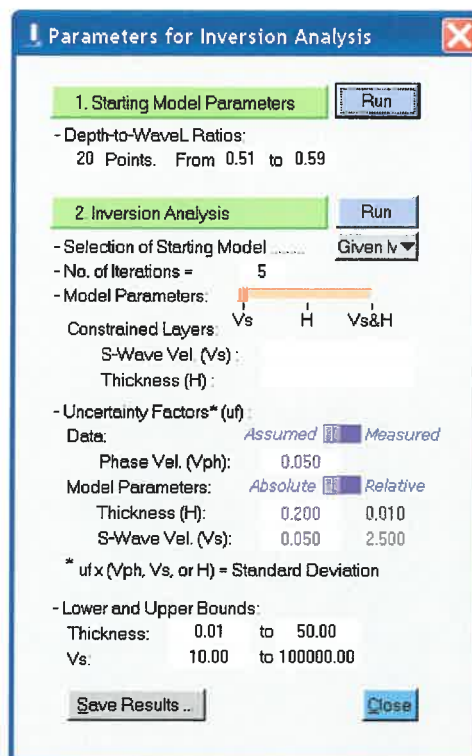 Parameters for Inversion Analysis
1. Starting Model Parameters Run
- Depth-to-WaveL Ratios:
20 Points. From 0.51 to 0.59
2. Inversion Analysis Run
- Selection of Starting Model ........ Given
- No. of Iterations = 5
- Model Parameters:
Vs H Vs&H
Constrained Layers:
S-Wave Vel. (Vs) :
Thickness (H) :
- Uncertainty Factors* (uf) :
Data: Assumed Measured
Phase Vel. (Vph): 0.050
Model Parameters: Absolute Relative
Thickness (H): 0.200 0.010
S-Wave Vel. (Vs): 0.050 2.500
* uf x (Vph, Vs, or H) = Standard Deviation
- Lower and Upper Bounds:
Thickness: 0.01 to 50.00
Vs: 10.00 to 100000.00
Save Results .. Close